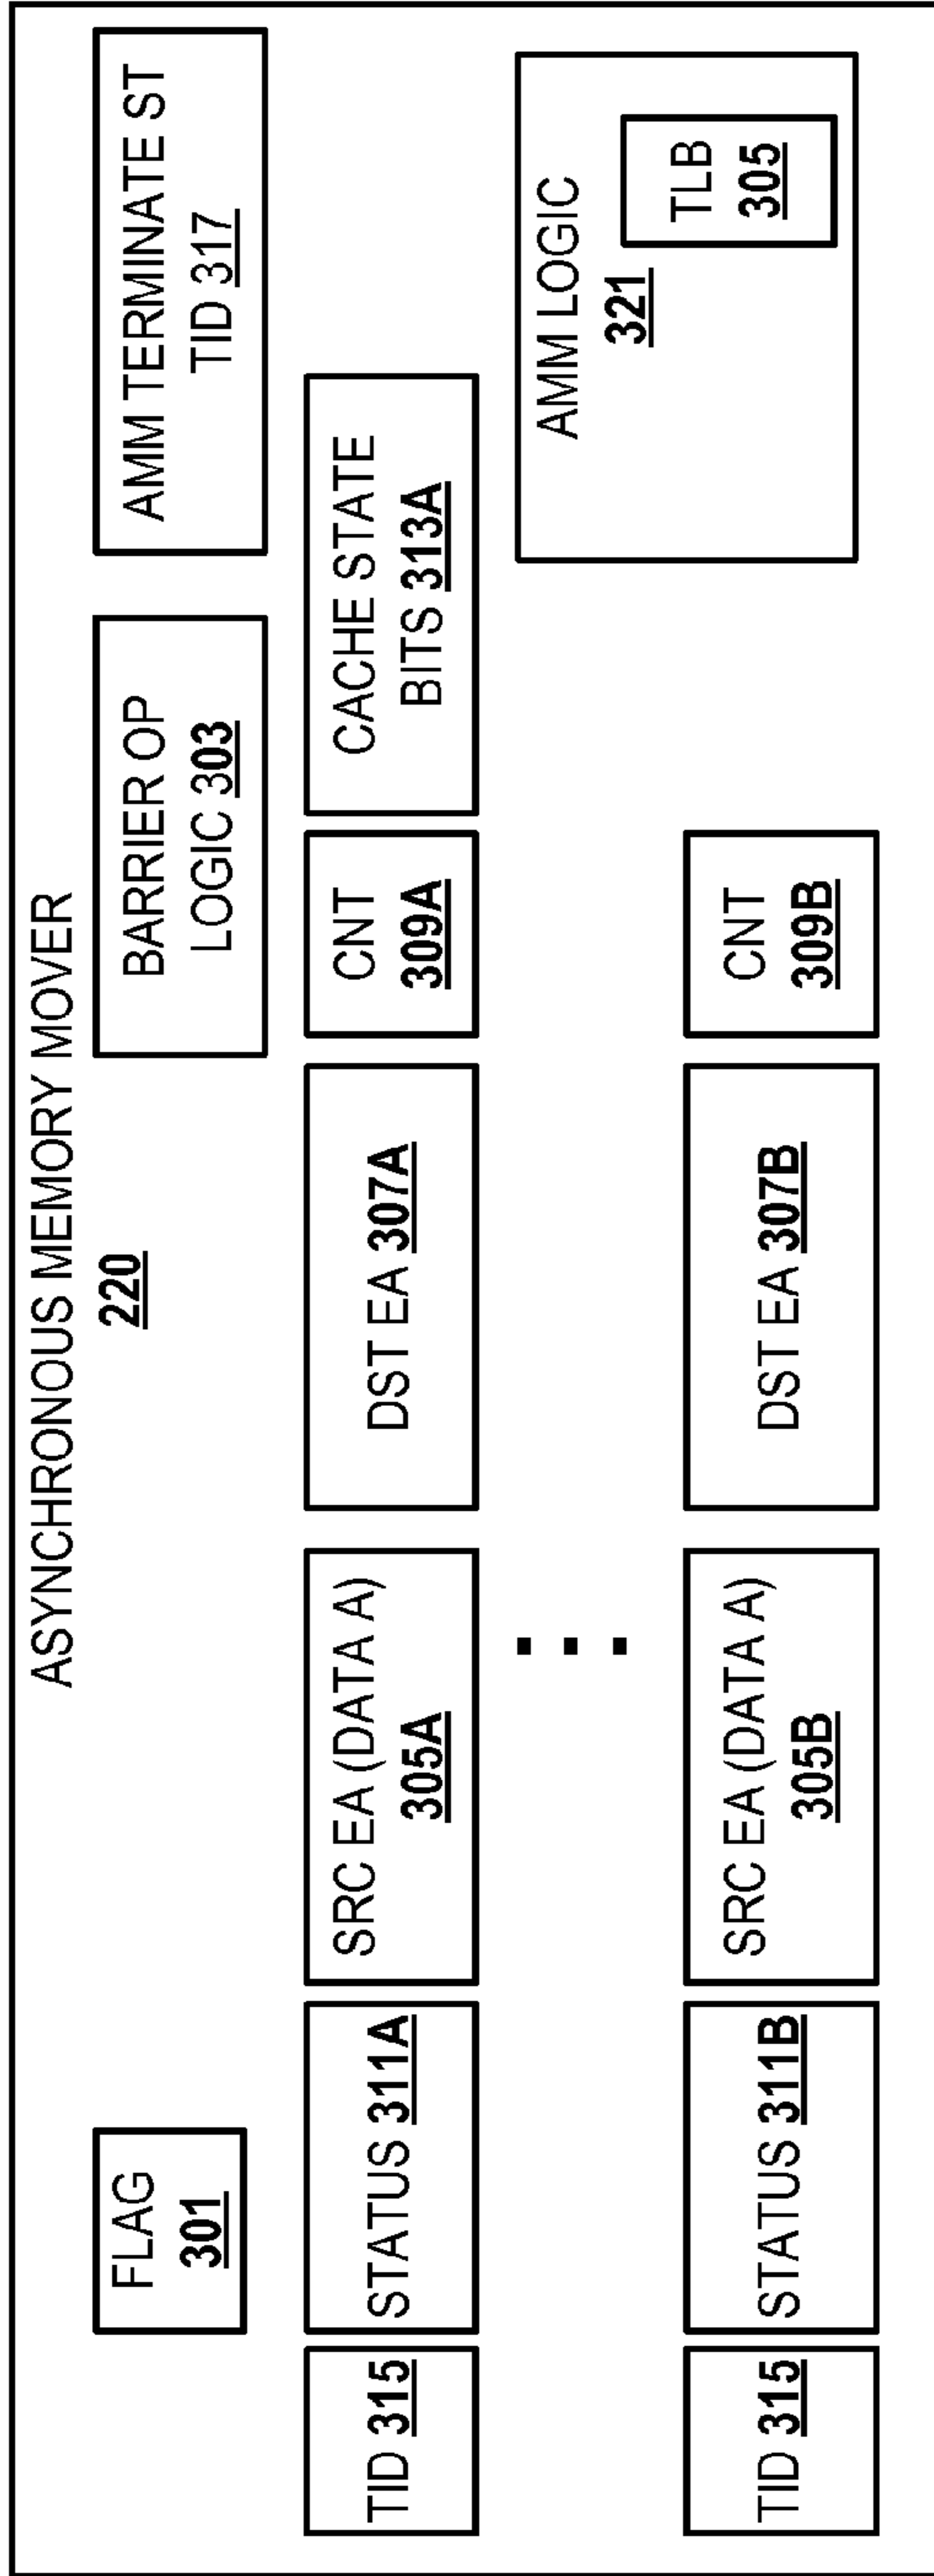 ASYNCHRONOUS MEMORY MOVER
220
FLAG
301
BARRIER OP
LOGIC 303
AMM TERMINATE ST
TID 317
TID 315
STATUS 311A
SRC EA (DATA A)
305A
DST EA 307A
CNT
309A
CACHE STATE
BITS 313A
TID 315
STATUS 311B
SRC EA (DATA A)
305B
DST EA 307B
CNT
309B
AMM LOGIC
321
TLB
305